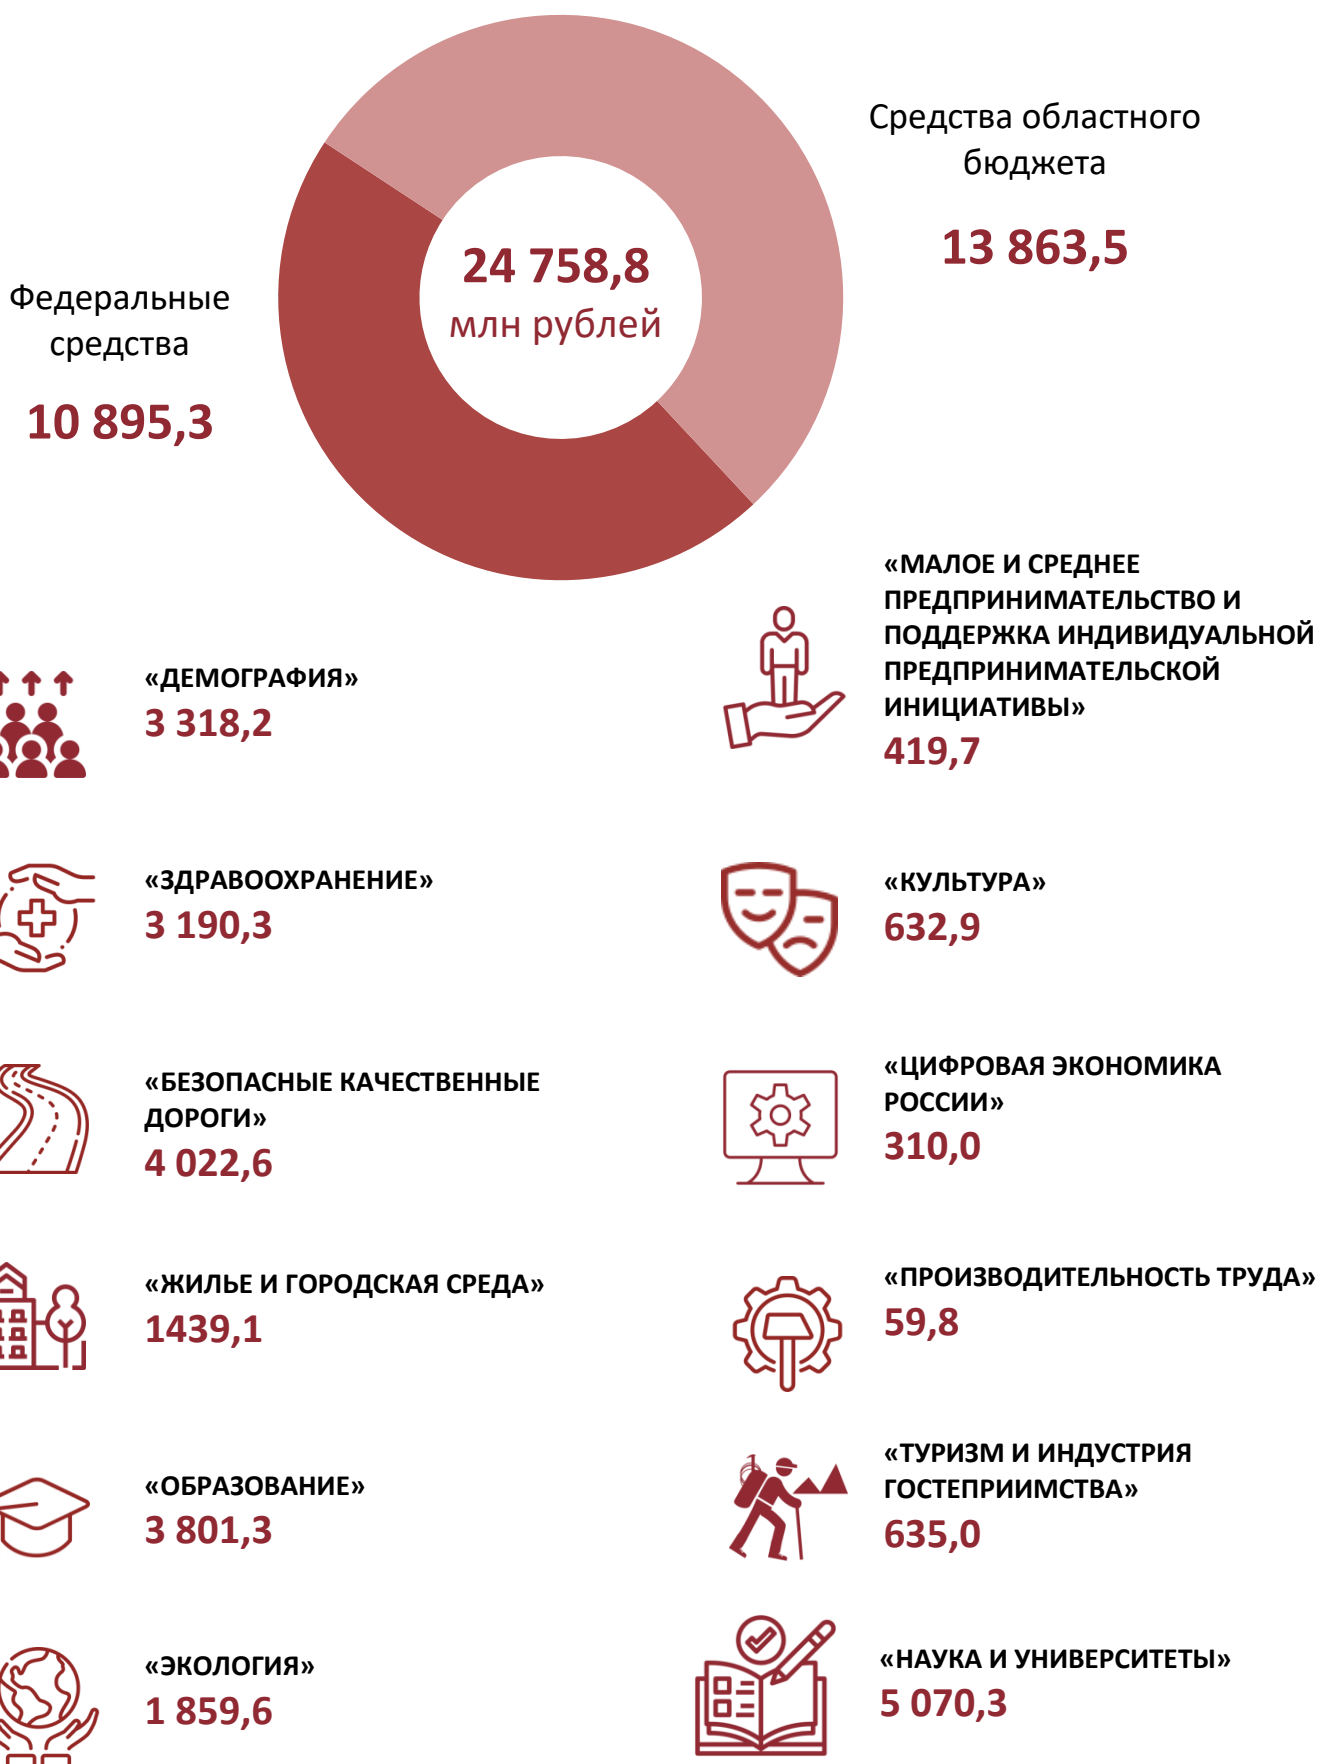 Средства областного
бюджета
13 863,5
24 758,8
млн рублей
Федеральные
средства
10 895,3
«ДЕМОГРАФИЯ»
3 318,2
«ЗДРАВООХРАНЕНИЕ»
3 190,3
«БЕЗОПАСНЫЕ КАЧЕСТВЕННЫЕ
ДОРОГИ»
4 022,6
«ЖИЛЬЕ И ГОРОДСКАЯ СРЕДА»
1439,1
«ОБРАЗОВАНИЕ»
3 801,3
«ЭКОЛОГИЯ»
1 859,6
«МАЛОЕ И СРЕДНЕЕ
ПРЕДПРИНИМАТЕЛЬСТВО И
ПОДДЕРЖКА ИНДИВИДУАЛЬНОЙ
ПРЕДПРИНИМАТЕЛЬСКОЙ
ИНИЦИАТИВЫ»
419,7
«КУЛЬТУРА»
632,9
«ЦИФРОВАЯ ЭКОНОМИКА
РОССИИ»
310,0
«ПРОИЗВОДИТЕЛЬНОСТЬ ТРУДА»
59,8
«ТУРИЗМ И ИНДУСТРИЯ
ГОСТЕПРИИМСТВА»
635,0
«НАУКА И УНИВЕРСИТЕТЫ»
5 070,3